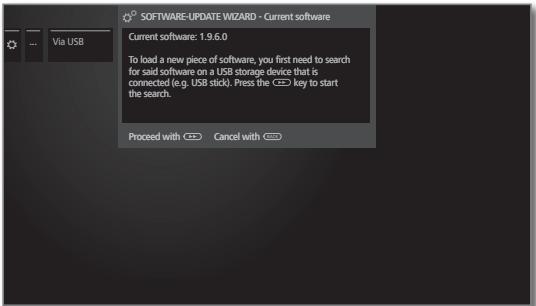 SOFTWARE-UPDATE WIZARD - Current software
... Via USB
Current software: 1.9.6.0
To load a new piece of software, you first need to search
for said software on a USB storage device that is
connected (e.g. USB stick). Press the ▶▶ key to start
the search.
Proceed with ▶▶ Cancel with BACK